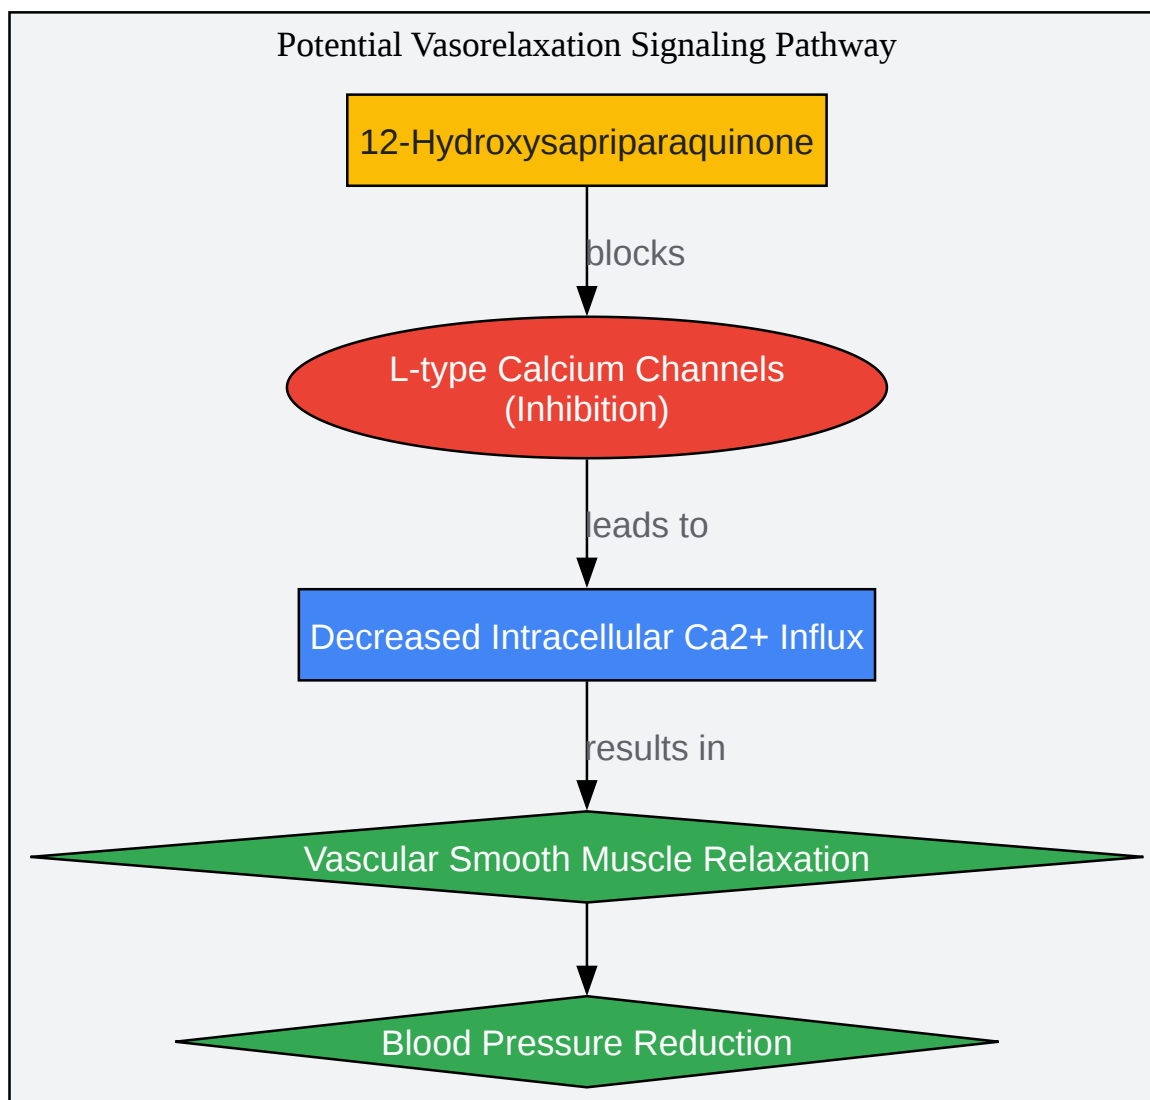 Potential Vasorelaxation Signaling Pathway
12-Hydroxysapriparaquinone
blocks
L-type Calcium Channels
(Inhibition)
leads to
Decreased Intracellular Ca2+ Influx
results in
Vascular Smooth Muscle Relaxation
Blood Pressure Reduction